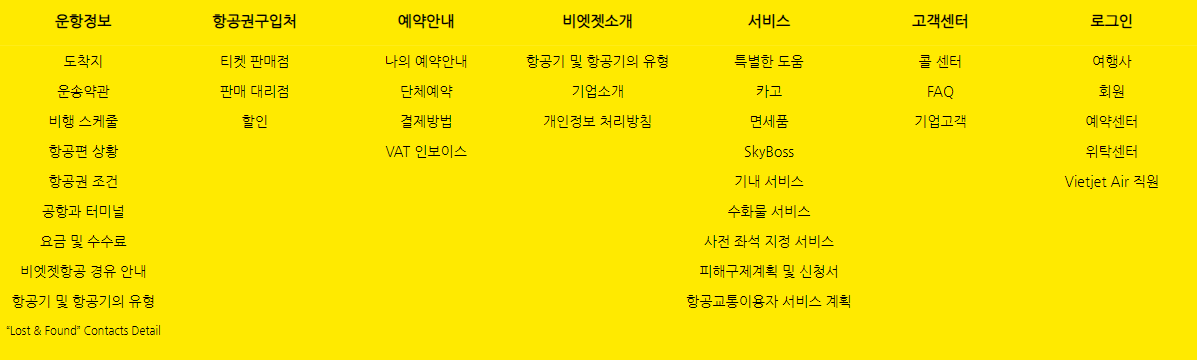 운항정보 항공권구입처 예약안내 비엣젯소개 서비스 고객센터 로그인
도착지 티켓 판매점 나의 예약안내 항공기 및 항공기의 유형 특별한 도움 콜 센터 여행사
운송약관 판매 대리점 단체예약 기업소개 카고 FAQ 회원
비행 스케줄 할인 결제방법 개인정보 처리방침 면세품 기업고객 예약센터
항공편 상황 VAT 인보이스 SkyBoss 위탁센터
항공권 조건 기내 서비스 Vietjet Air 직원
공항과 터미널 수화물 서비스
요금 및 수수료 사전 좌석 지정 서비스
비엣젯항공 경유 안내 피해구제계획 및 신청서
항공기 및 항공기의 유형 항공교통이용자 서비스 계획
“Lost & Found” Contacts Detail